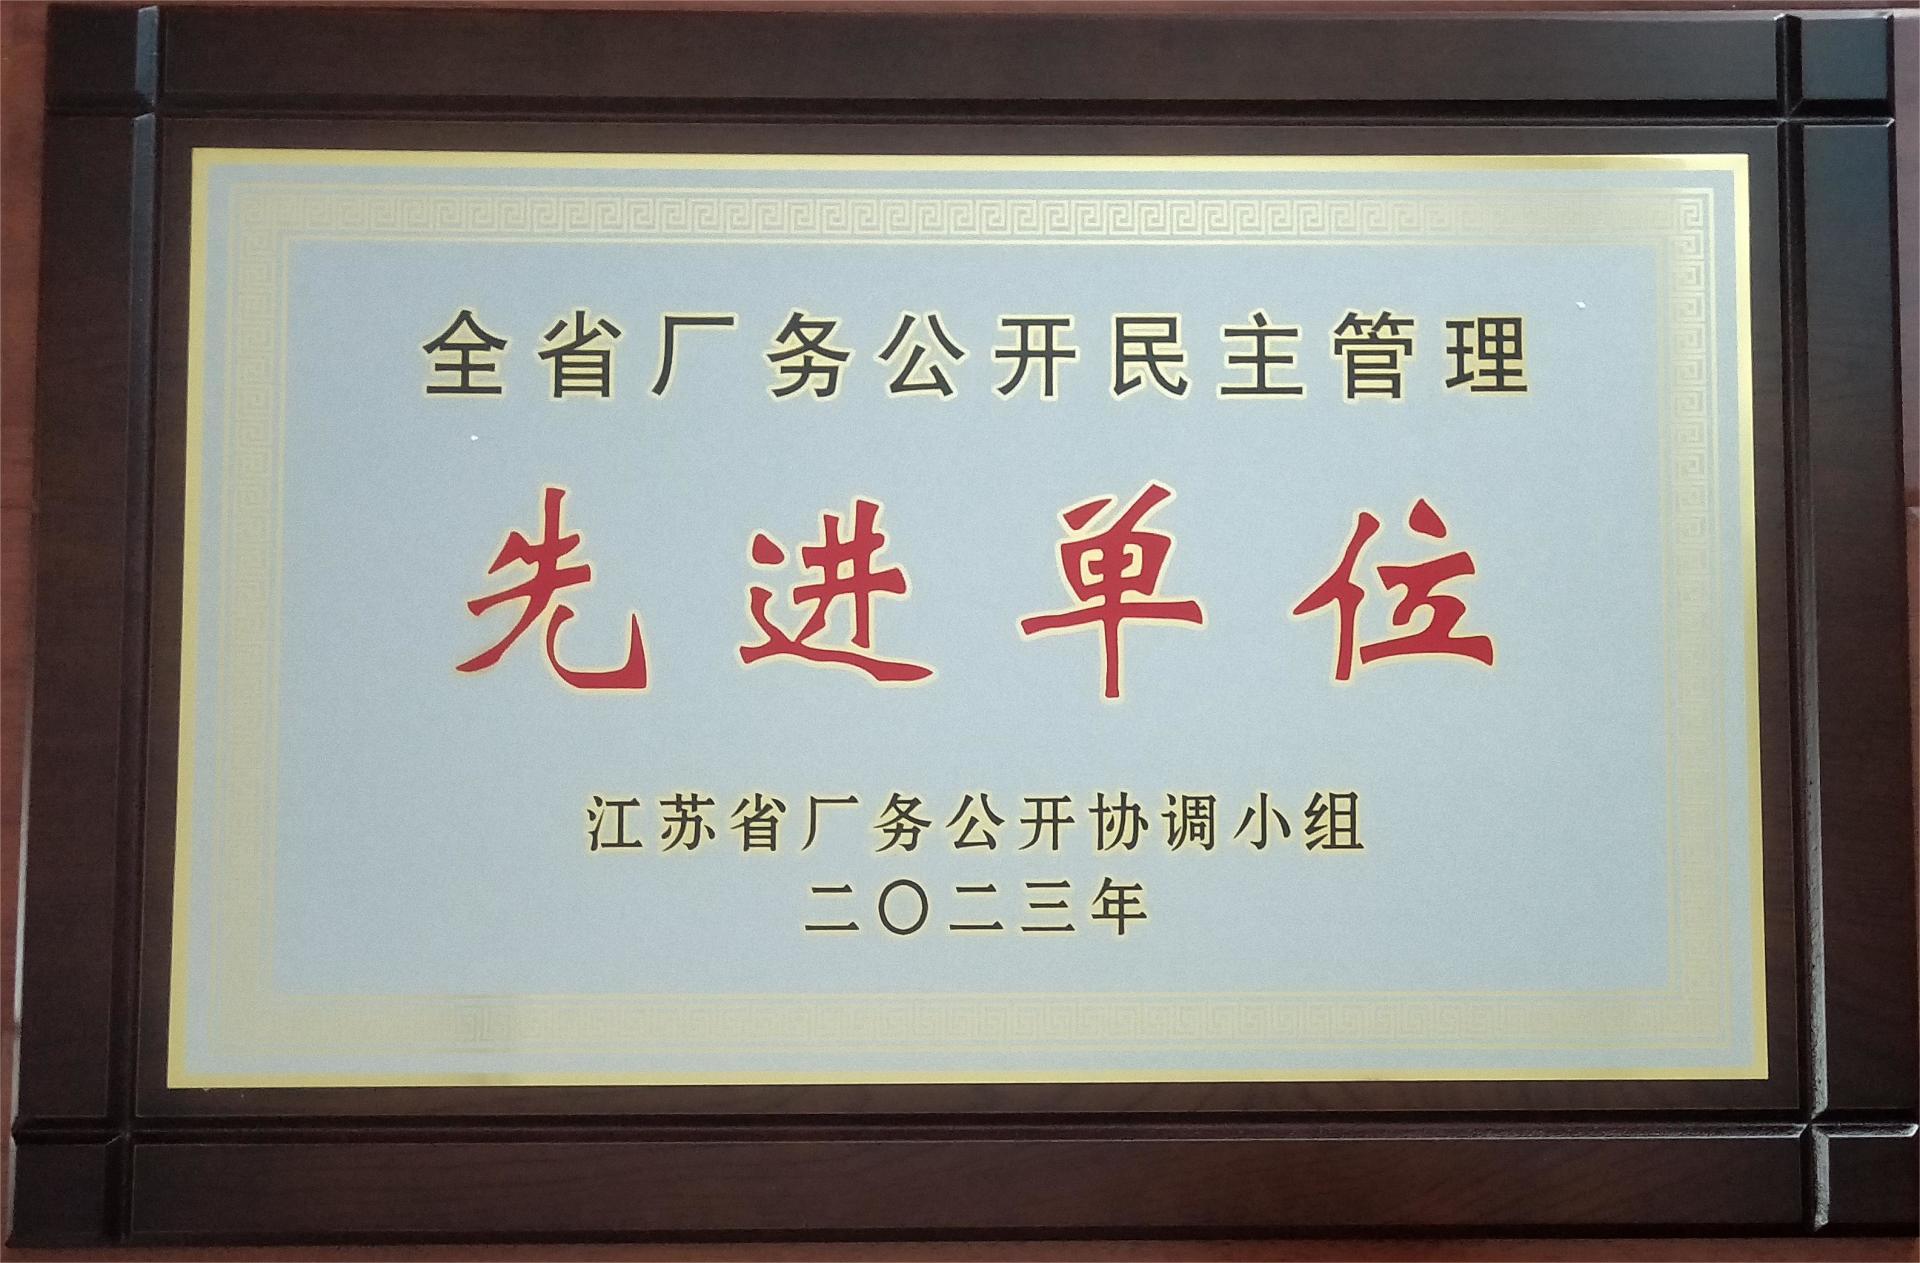 全省厂务公开民主管理
先进单位
江苏省厂务公开协调小组
二〇二三年